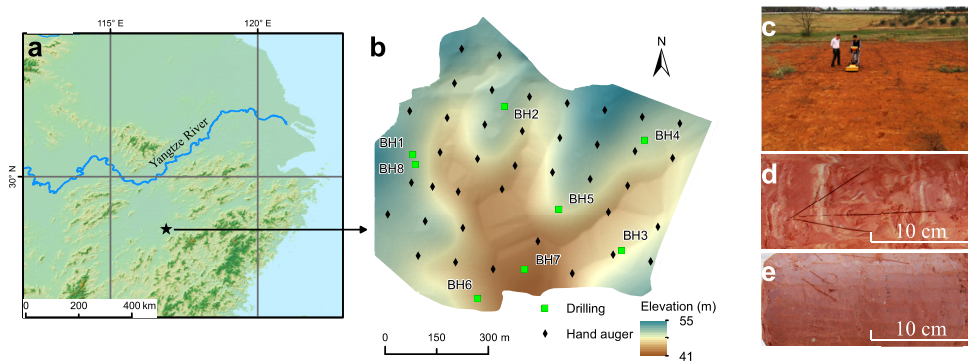 a
115° E
120° E
30° N
Yangtze River
0
200
400 km
b
N
BH1
BH8
BH2
BH4
BH5
BH3
BH7
BH6
Drilling
Hand auger
Elevation (m)
55
41
0
300 m
c
d
10 cm
e
10 cm